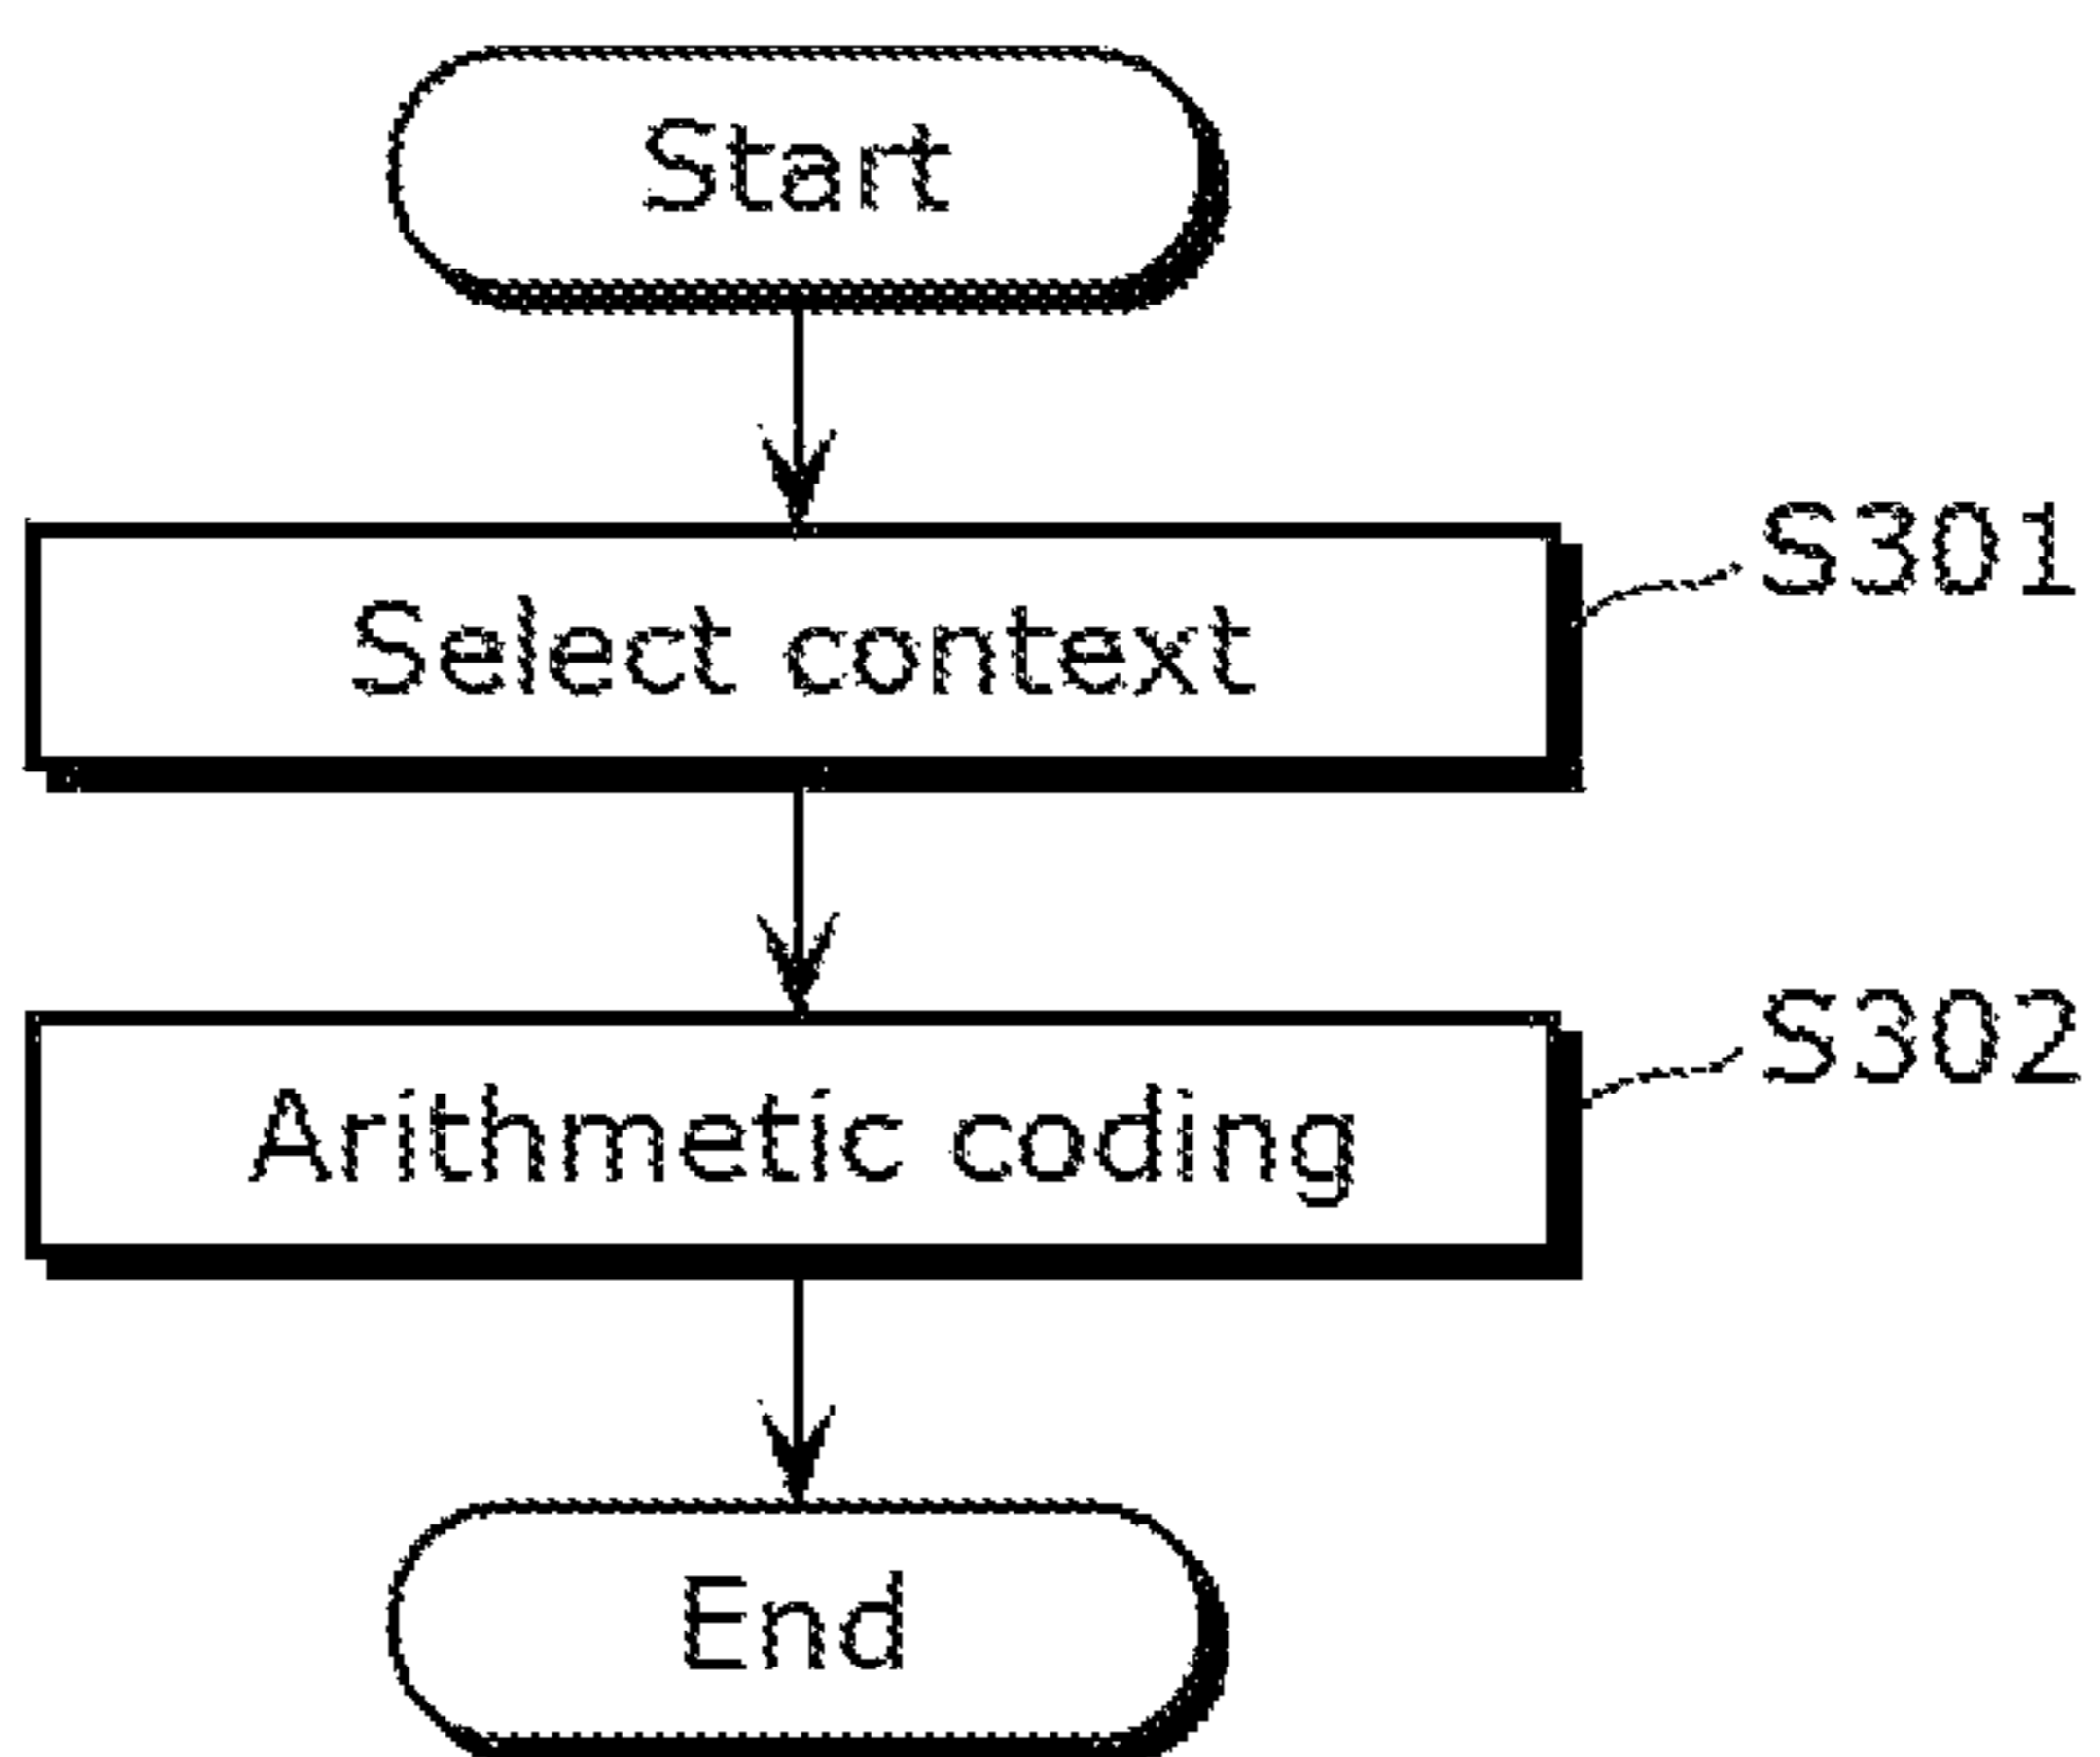 Start
S301
Select context
S302
Arithmetic coding
End